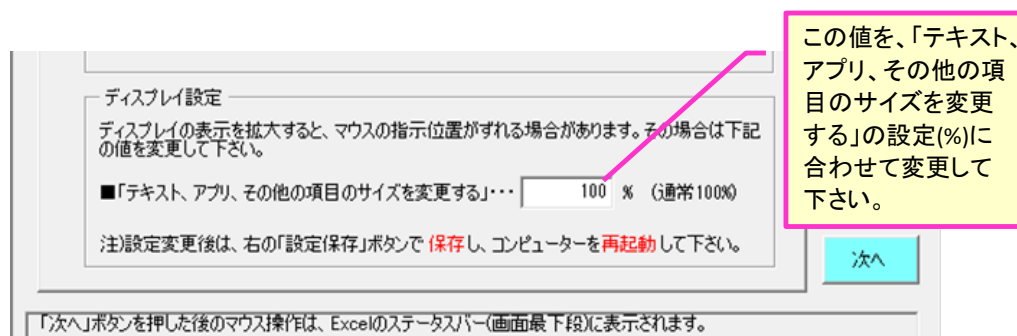 この値を、「テキスト、
アプリ、その他の項
目のサイズを変更
する」の設定(%)に
合わせて変更して
下さい。
ディスプレイ設定
ディスプレイの表示を拡大すると、マウスの指示位置がずれる場合があります。その場合は下記
の値を変更して下さい。
■「テキスト、アプリ、その他の項目のサイズを変更する」・・・ 100 % (通常100%)
注)設定変更後は、右の「設定保存」ボタンで 保存 し、コンピューターを再起動 して下さい。
次へ
「次へ」ボタンを押した後のマウス操作は、Excelのステータスバー(画面最下段)に表示されます。